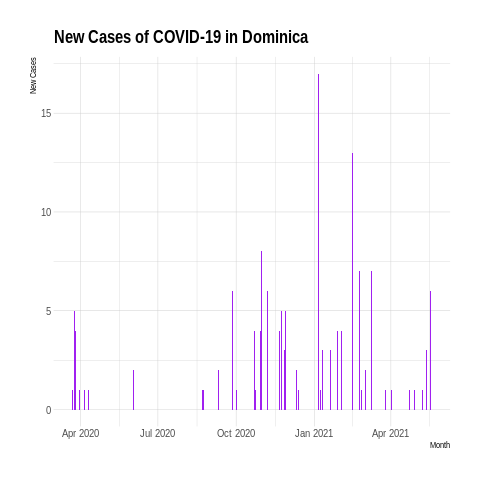 New Cases of COVID-19 in Dominica
New Cases
15
10
5
0
Apr 2020 Jul 2020 Oct 2020 Jan 2021 Apr 2021
Month